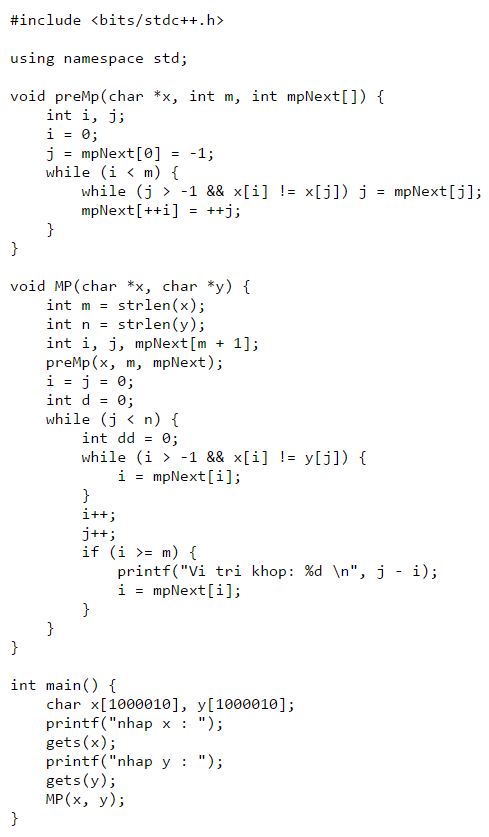 #include <bits/stdc++.h>

using namespace std;

void preMp(char *x, int m, int mpNext[]) {
    int i, j;
    i = 0;
    j = mpNext[0] = -1;
    while (i < m) {
        while (j > -1 && x[i] != x[j]) j = mpNext[j];
        mpNext[++i] = ++j;
    }
}

void MP(char *x, char *y) {
    int m = strlen(x);
    int n = strlen(y);
    int i, j, mpNext[m + 1];
    preMp(x, m, mpNext);
    i = j = 0;
    int d = 0;
    while (j < n) {
        int dd = 0;
        while (i > -1 && x[i] != y[j]) {
            i = mpNext[i];
        }
        i++;
        j++;
        if (i >= m) {
            printf("Vi tri khop: %d \n", j - i);
            i = mpNext[i];
        }
    }
}

int main() {
    char x[1000010], y[1000010];
    printf("nhap x : ");
    gets(x);
    printf("nhap y : ");
    gets(y);
    MP(x, y);
}